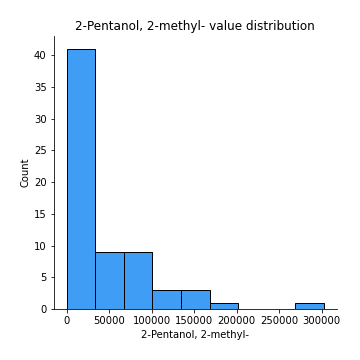 2-Pentanol, 2-methyl- value distribution
40
35
30
25
20
15
10
5
0
Count
0 50000 100000 150000 200000 250000 300000
2-Pentanol, 2-methyl-